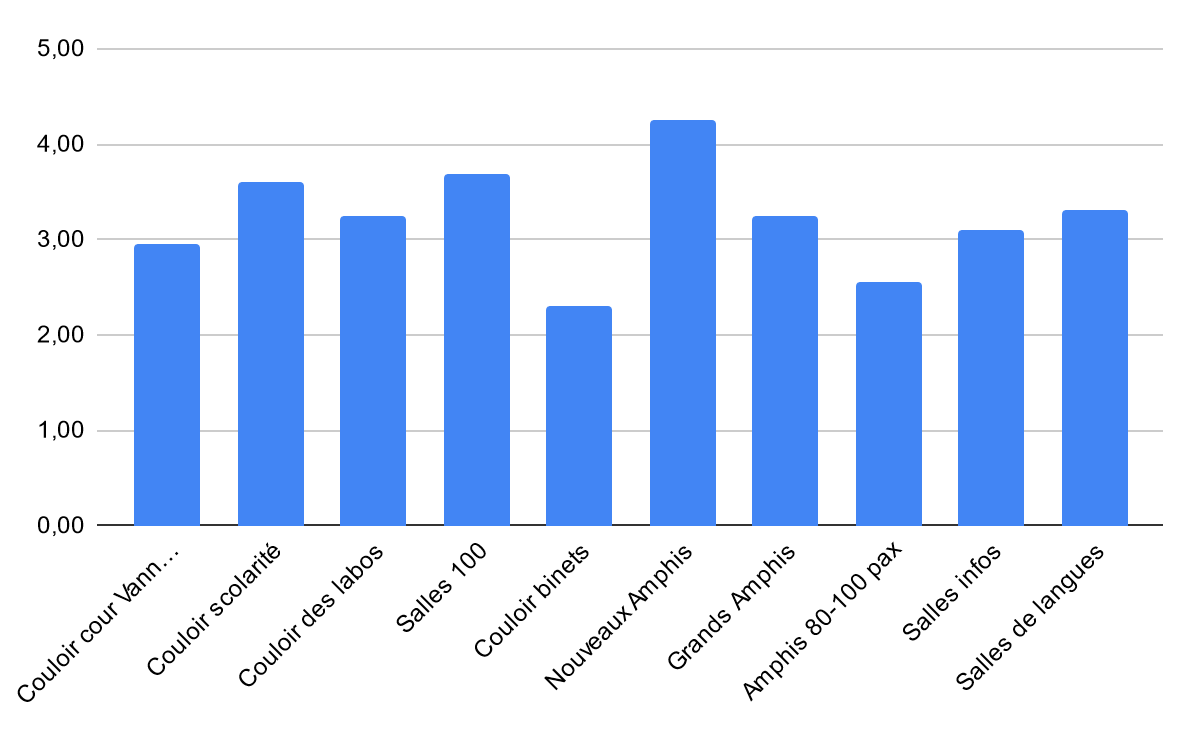 5,00
4,00
3,00
2,00
1,00
0,00
Couloir cour Vann…
Couloir scolarité
Couloir des labos
Salles 100
Couloir binets
Nouveaux Amphis
Grands Amphis
Amphis 80-100 pax
Salles infos
Salles de langues